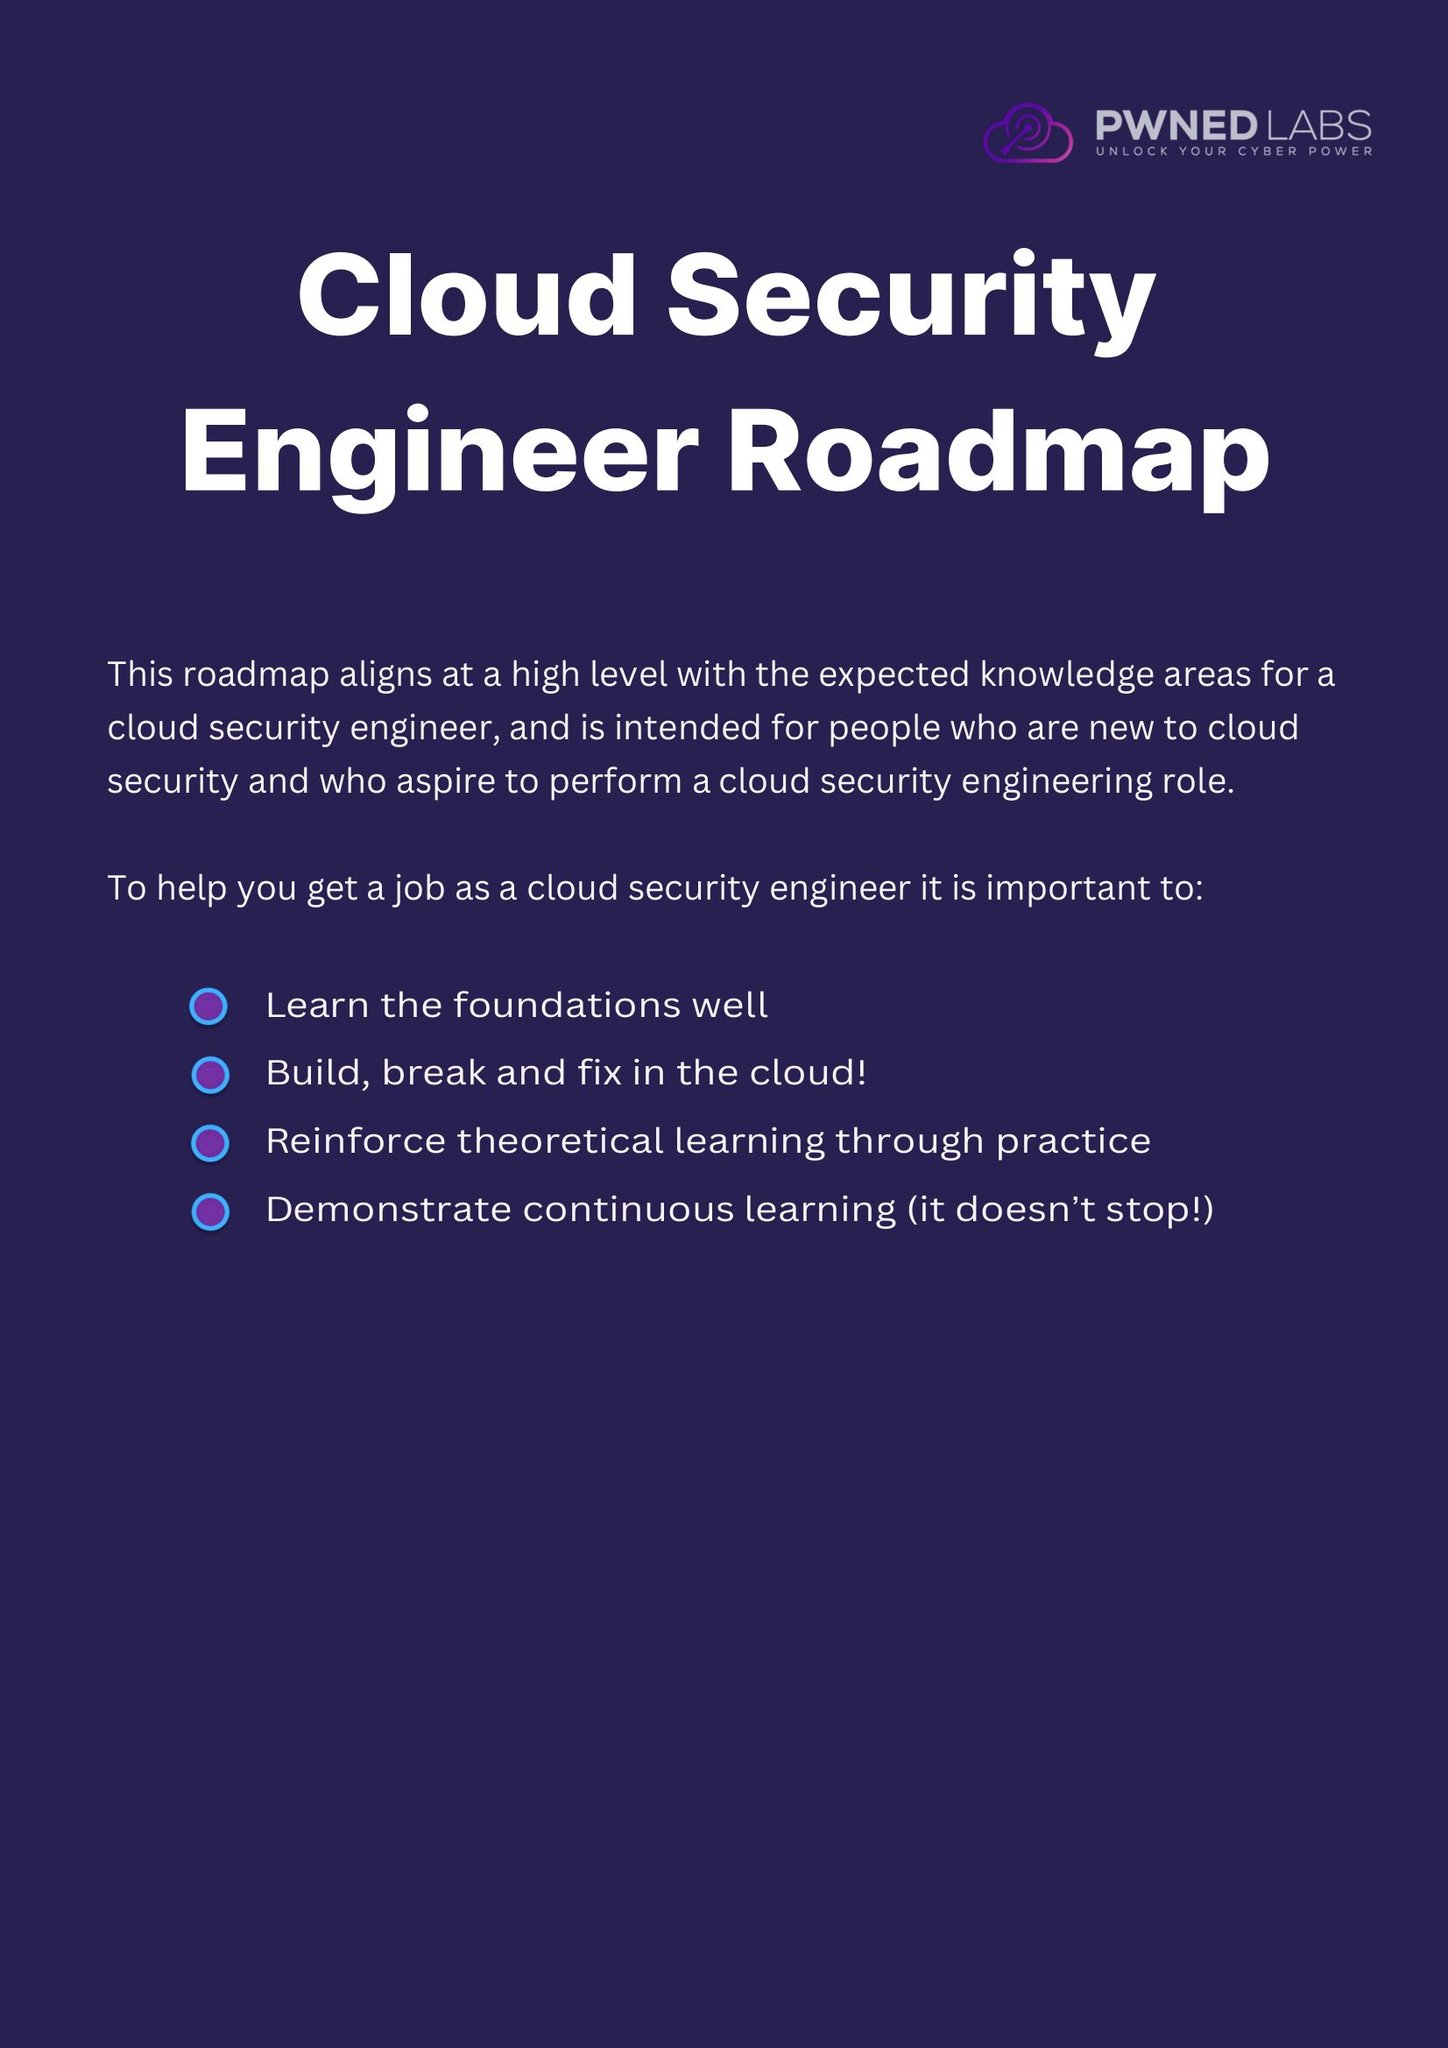 PWNED LABS
UNLOCK YOUR CYBER POWER
Cloud Security
Engineer Roadmap
This roadmap aligns at a high level with the expected knowledge areas for a
cloud security engineer, and is intended for people who are new to cloud
security and who aspire to perform a cloud security engineering role.
To help you get a job as a cloud security engineer it is important to:
Learn the foundations well
Build, break and fix in the cloud!
Reinforce theoretical learning through practice
Demonstrate continuous learning (it doesn’t stop!)